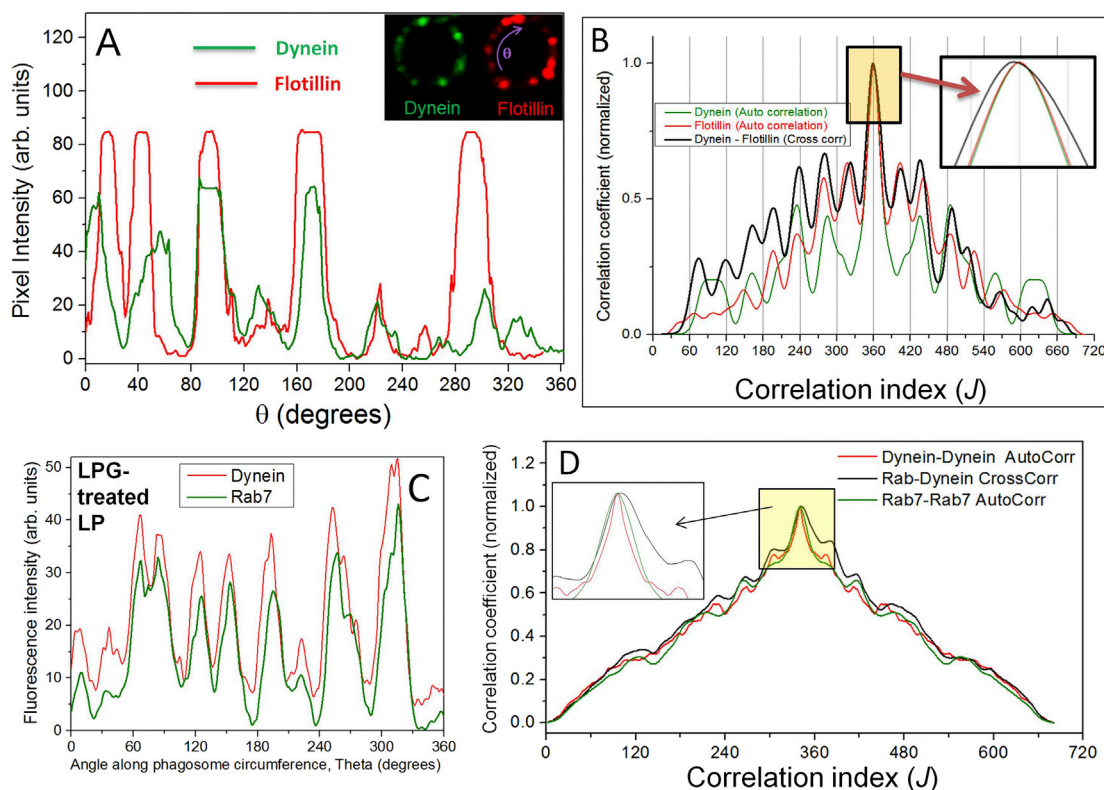 A
120
100
80
60
40
20
0
Pixel Intensity (arb. units)
Dynein
Flotillin
θ
Dynein
Flotillin
0 40 80 120 160 200 240 280 320 360
θ (degrees)
B
1.0
0.5
0.0
Correlation coefficient (normalized)
Dynein (Auto correlation)
Flotillin (Auto correlation)
Dynein - Flotillin (Cross corr)
0 60 120 180 240 300 360 420 480 540 600 660 720
Correlation index (J)
C
50
40
30
20
10
0
Fluorescence intensity (arb. units)
LPG-
treated
LP
Dynein
Rab7
0 60 120 180 240 300 360
Angle along phagosome circumference, Theta (degrees)
D
1.2
1.0
0.8
0.6
0.4
0.2
0.0
Correlation coefficient (normalized)
Dynein-Dynein AutoCorr
Rab-Dynein CrossCorr
Rab7-Rab7 AutoCorr
0 120 240 360 480 600 720
Correlation index (J)